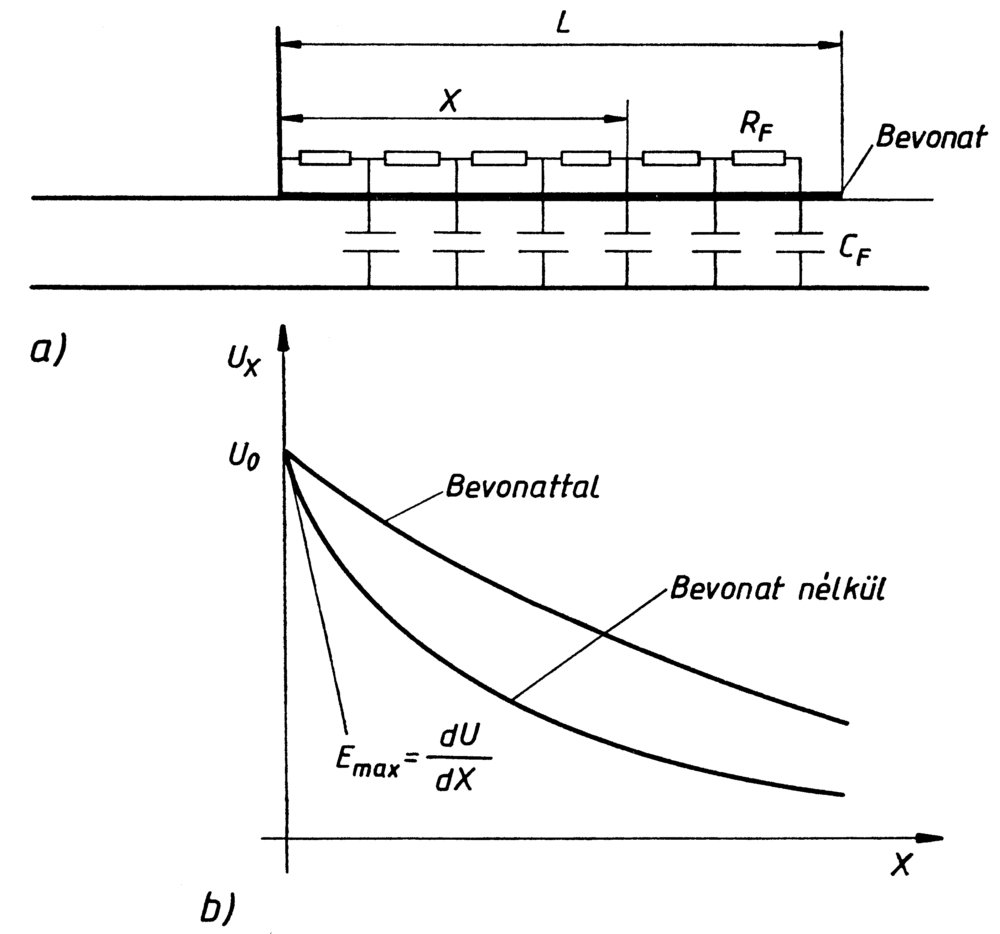 L
X
R_F
Bevonat
C_F
a)
U_X
U_0
Bevonattal
Bevonat nélkül
E_max = dU/dX
X
b)